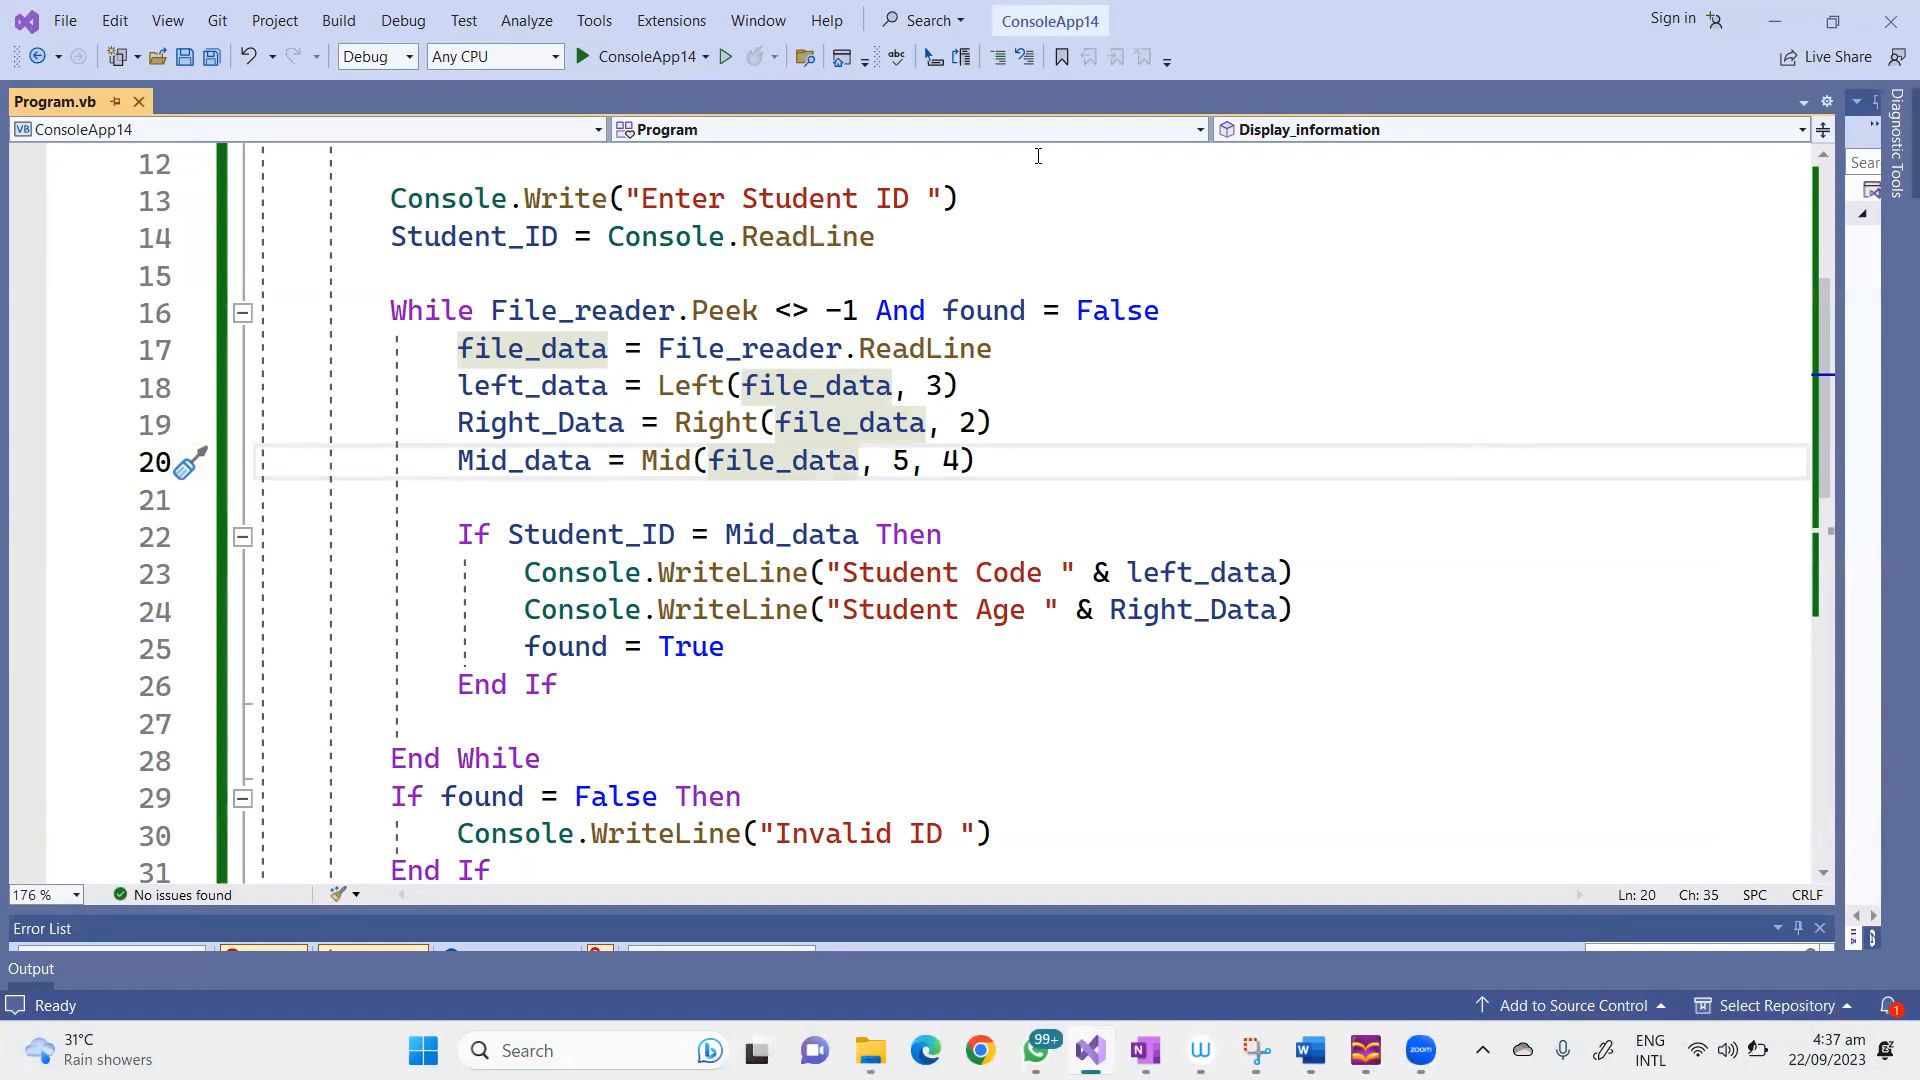 File Edit View Git Project Build Debug Test Analyze Tools Extensions Window Help Search ConsoleApp14 Sign in
Debug Any CPU ConsoleApp14 Live Share
Program.vb
VB ConsoleApp14 Program Display_information
Sear
Diagnostic Tools
12
13 Console.Write("Enter Student ID ")
14 Student_ID = Console.ReadLine
15
16 While File_reader.Peek <> -1 And found = False
17 file_data = File_reader.ReadLine
18 left_data = Left(file_data, 3)
19 Right_Data = Right(file_data, 2)
20 Mid_data = Mid(file_data, 5, 4)
21
22 If Student_ID = Mid_data Then
23 Console.WriteLine("Student Code " & left_data)
24 Console.WriteLine("Student Age " & Right_Data)
25 found = True
26 End If
27
28 End While
29 If found = False Then
30 Console.WriteLine("Invalid ID ")
31 End If
176 % No issues found Ln: 20 Ch: 35 SPC CRLF
Error List
Output
Ready Add to Source Control Select Repository 1
31°C
Rain showers
Search
99+
zoom
ENG
INTL
4:37 am
22/09/2023